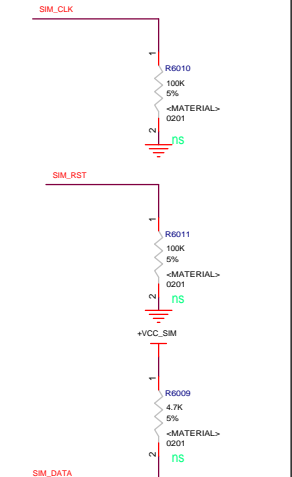 SIM_CLK
1
R6010
100K
5%
<MATERIAL>
0201
2
ns
SIM_RST
1
R6011
100K
5%
<MATERIAL>
0201
2
ns
+VCC_SIM
1
R6009
4.7K
5%
<MATERIAL>
0201
2
ns
SIM_DATA